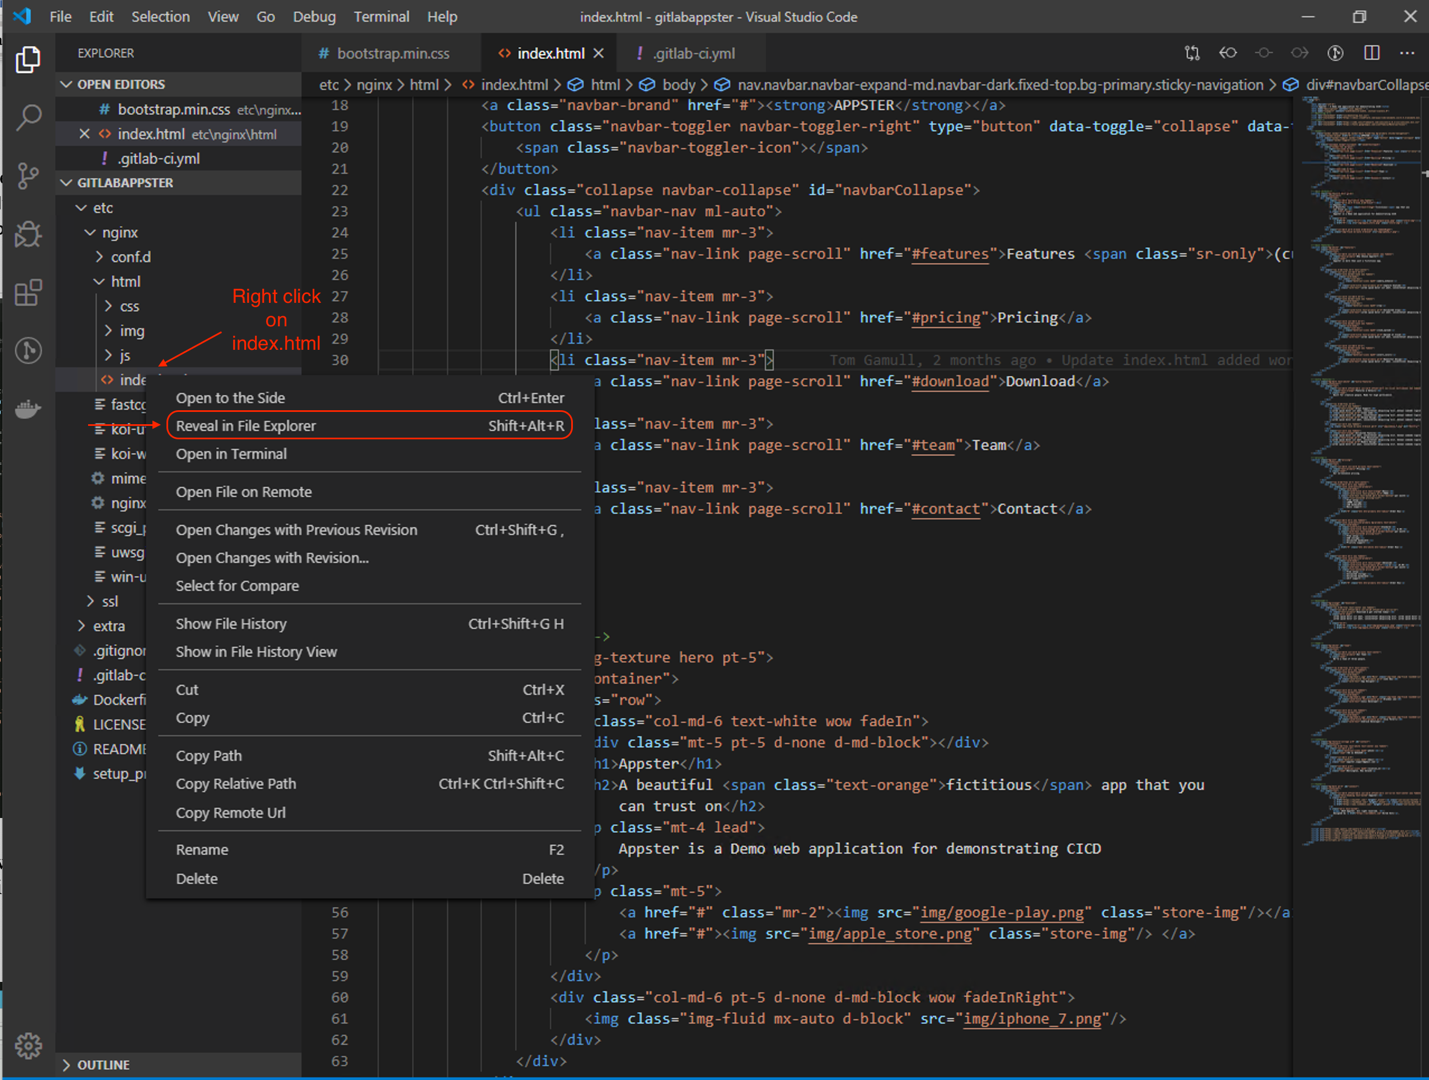 File Edit Selection View Go Debug Terminal Help index.html - gitlabappster - Visual Studio Code
EXPLORER
OPEN EDITORS
# bootstrap.min.css etc\nginx...
index.html etc\nginx\html
! .gitlab-ci.yml
GITLABAPPSTER
etc
nginx
conf.d
html
css
img
js
inde
fastcg
koi-u
koi-w
mime
nginx
scgi_p
uwsg
win-u
ssl
extra
.gitignor
! .gitlab-c
Dockerfi
LICENSE
README
setup_pr
OUTLINE
Right click
on
index.html
Open to the Side Ctrl+Enter
Reveal in File Explorer Shift+Alt+R
Open in Terminal
Open File on Remote
Open Changes with Previous Revision Ctrl+Shift+G ,
Open Changes with Revision...
Select for Compare
Show File History Ctrl+Shift+G H
Show in File History View
Cut Ctrl+X
Copy Ctrl+C
Copy Path Shift+Alt+C
Copy Relative Path Ctrl+K Ctrl+Shift+C
Copy Remote Url
Rename F2
Delete Delete
# bootstrap.min.css <> index.html ! .gitlab-ci.yml
etc > nginx > html > <> index.html > html > body > nav.navbar.navbar-expand-md.navbar-dark.fixed-top.bg-primary.sticky-navigation > div#navbarCollapse
18 <a class="navbar-brand" href="#"><strong>APPSTER</strong></a>
19 <button class="navbar-toggler navbar-toggler-right" type="button" data-toggle="collapse" data-t
20 <span class="navbar-toggler-icon"></span>
21 </button>
22 <div class="collapse navbar-collapse" id="navbarCollapse">
23 <ul class="navbar-nav ml-auto">
24 <li class="nav-item mr-3">
25 <a class="nav-link page-scroll" href="#features">Features <span class="sr-only">(cu
26 </li>
27 <li class="nav-item mr-3">
28 <a class="nav-link page-scroll" href="#pricing">Pricing</a>
29 </li>
30 <li class="nav-item mr-3"> Tom Gamull, 2 months ago • Update index.html added wor
a class="nav-link page-scroll" href="#download">Download</a>
lass="nav-item mr-3">
a class="nav-link page-scroll" href="#team">Team</a>
lass="nav-item mr-3">
a class="nav-link page-scroll" href="#contact">Contact</a>
->
g-texture hero pt-5">
ontainer">
s="row">
class="col-md-6 text-white wow fadeIn">
div class="mt-5 pt-5 d-none d-md-block"></div>
h1>Appster</h1>
h2>A beautiful <span class="text-orange">fictitious</span> app that you
can trust on</h2>
p class="mt-4 lead">
Appster is a Demo web application for demonstrating CICD
/p>
p class="mt-5">
56 <a href="#" class="mr-2"><img src="img/google-play.png" class="store-img"/></a
57 <a href="#"><img src="img/apple_store.png" class="store-img"/> </a>
58 </p>
59 </div>
60 <div class="col-md-6 pt-5 d-none d-md-block wow fadeInRight">
61 <img class="img-fluid mx-auto d-block" src="img/iphone_7.png"/>
62 </div>
63 </div>